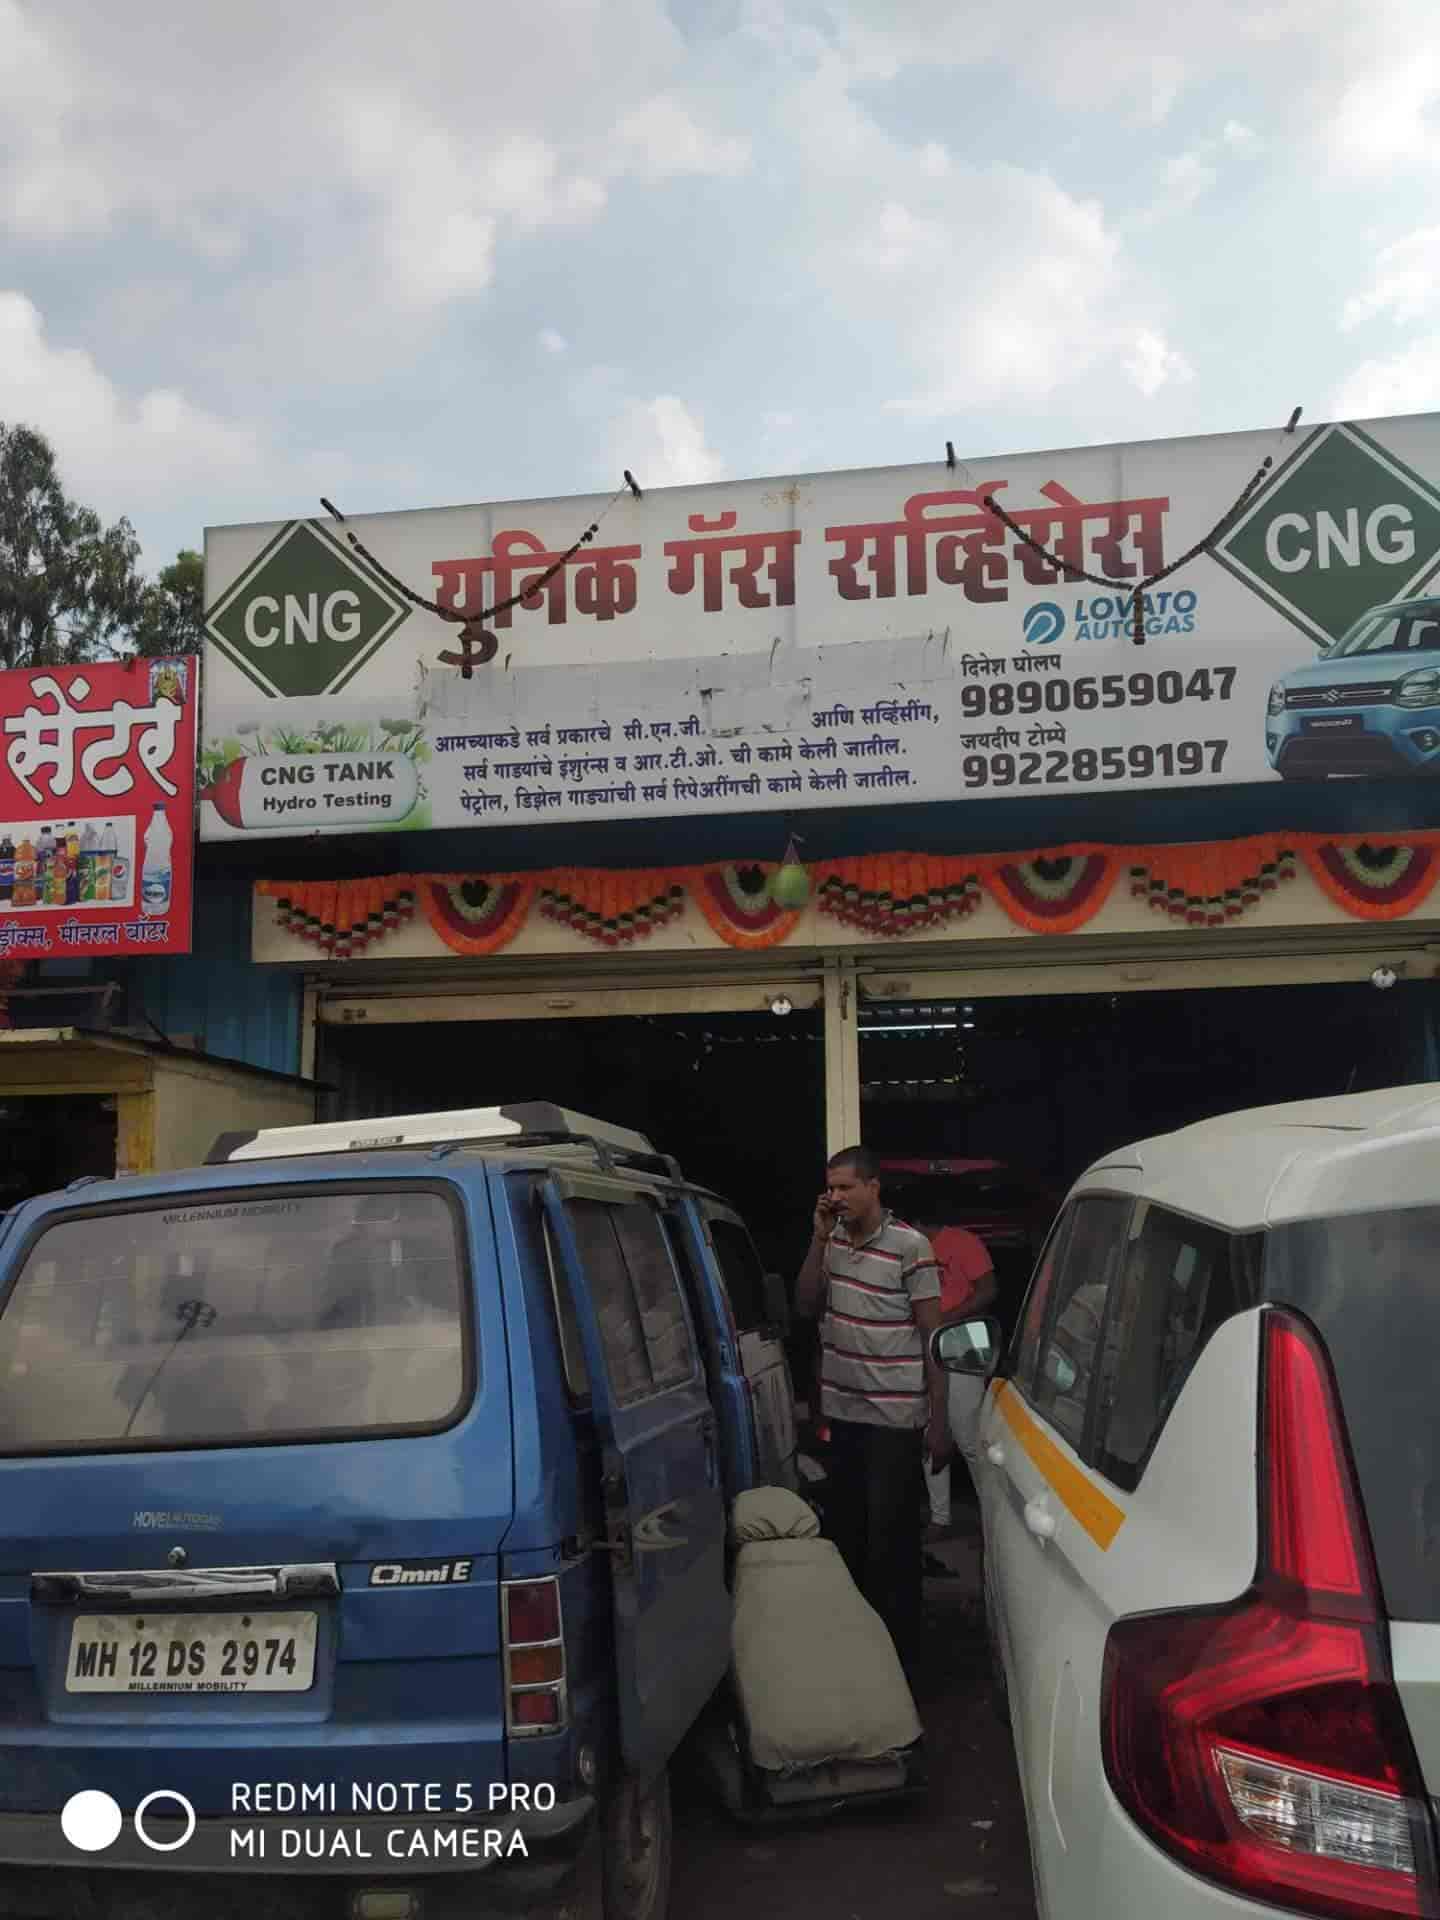 युनिक गॅस सर्व्हिसेस
CNG
CNG
LOVATO
AUTOGAS
दिनेश घोलप
9890659047
जयदीप टोम्पे
9922859197
आमच्याकडे सर्व प्रकारचे सी.एन.जी. आणि सर्व्हिसींग,
सर्व गाडयांचे इंशुरंन्स व आर.टी.ओ. ची कामे केली जातील.
पेट्रोल, डिझेल गाड्यांची सर्व रिपेअरींगची कामे केली जातील.
CNG TANK
Hydro Testing
सेंटर
मीनरल वॉटर
MILLENNIUM MOBILITY
AUTOGAS
Omni E
MH 12 DS 2974
MILLENNIUM MOBILITY
REDMI NOTE 5 PRO
MI DUAL CAMERA